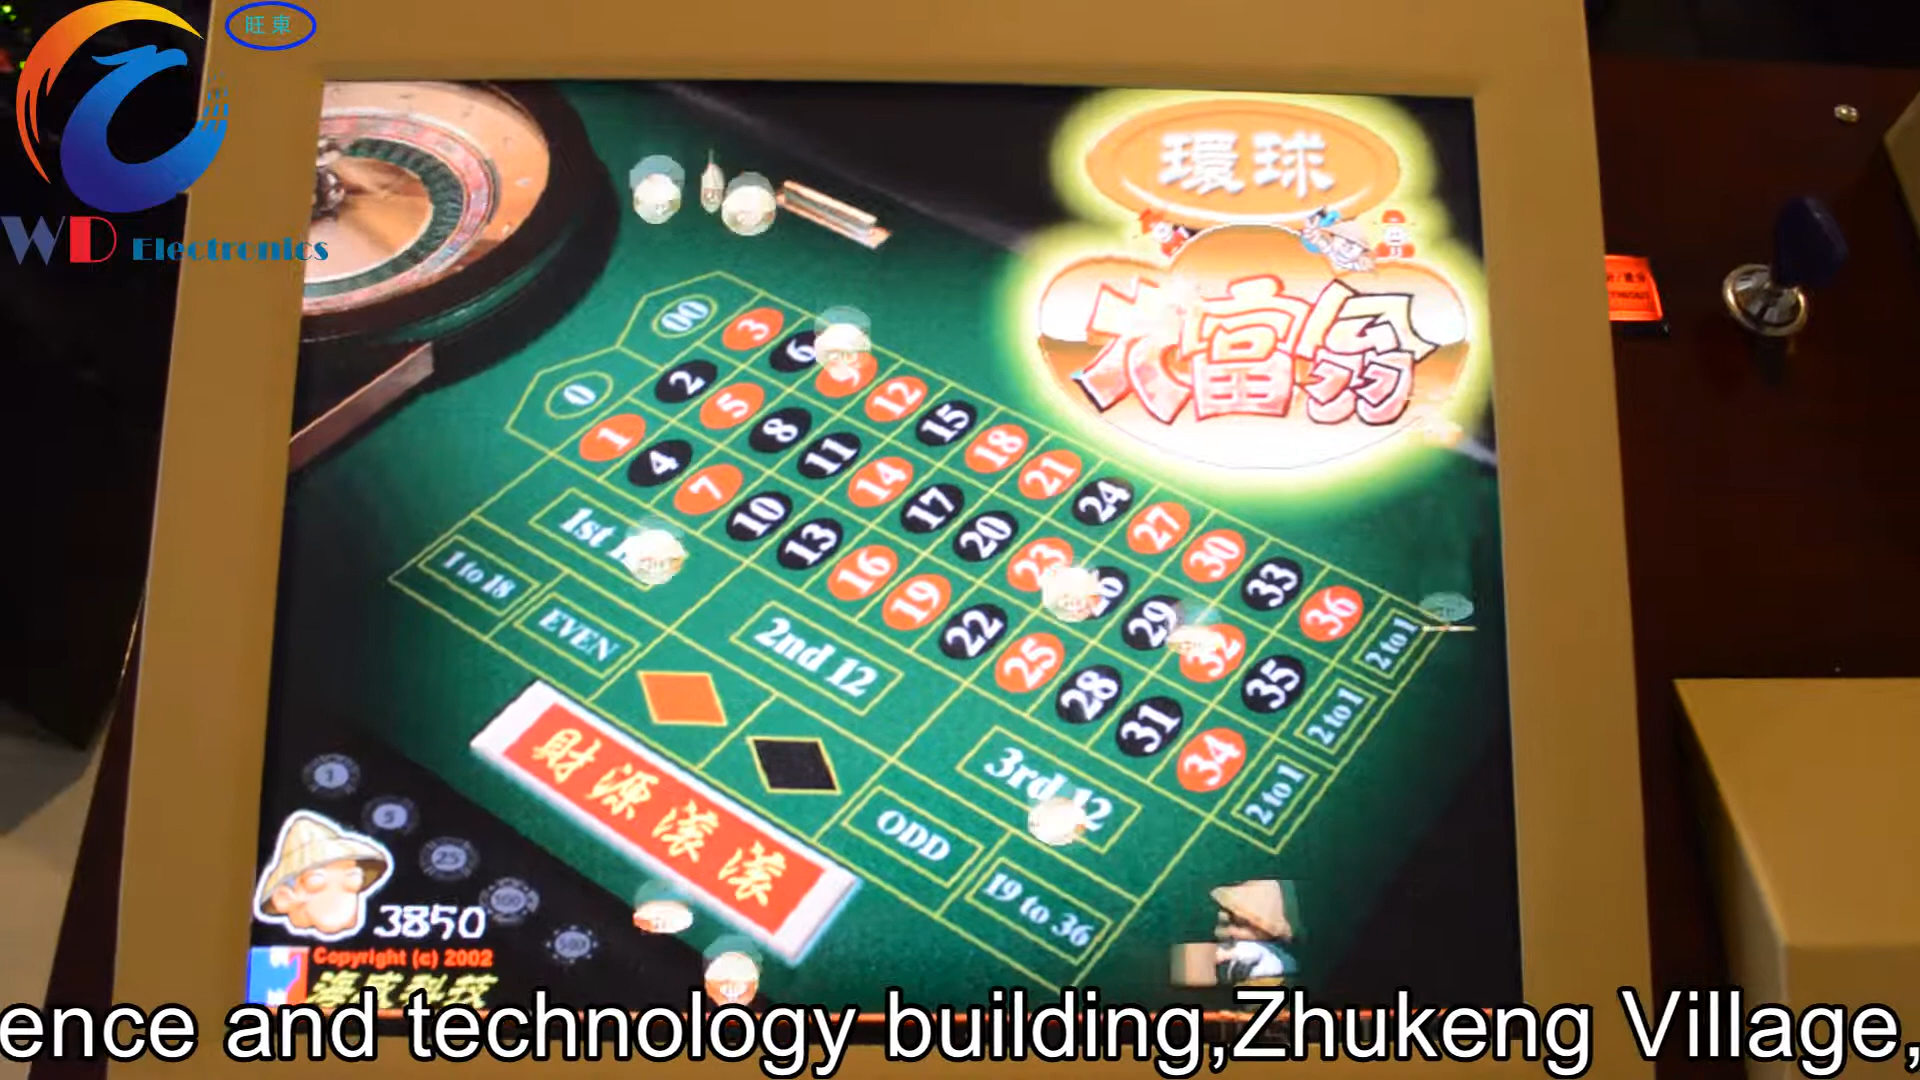 旺東
WD Electronics
環球
大富翁
00 3 6 9 12 15 18 21 24 27 30 33 36 2 to 1
0 2 5 8 11 14 17 20 23 26 29 32 35 2 to 1
1 4 7 10 13 16 19 22 25 28 31 34 2 to 1
1st
2nd 12
3rd 12
1 to 18
EVEN
ODD
19 to 36
財源滾滾
1
5
25
100
500
3850
Copyright (c) 2002
ence and technology building,Zhukeng Village,